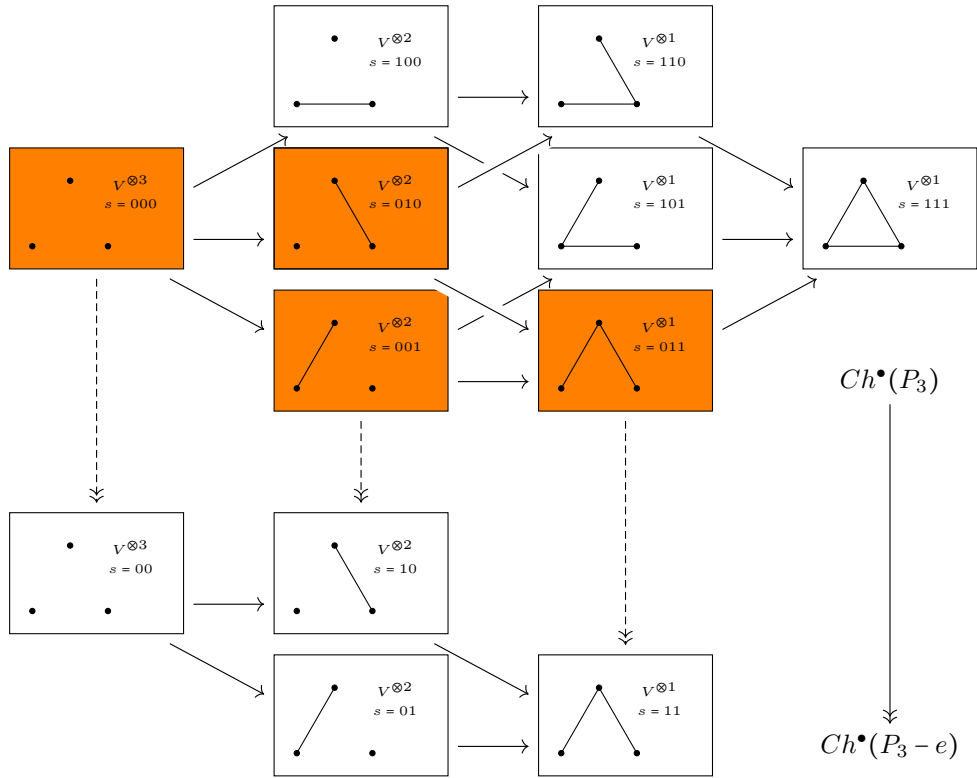 V⊗2
s = 100
V⊗1
s = 110
V⊗3
s = 000
V⊗2
s = 010
V⊗1
s = 101
V⊗1
s = 111
V⊗2
s = 001
V⊗1
s = 011
Ch•(P₃)
V⊗3
s = 00
V⊗2
s = 10
V⊗2
s = 01
V⊗1
s = 11
Ch•(P₃ − e)